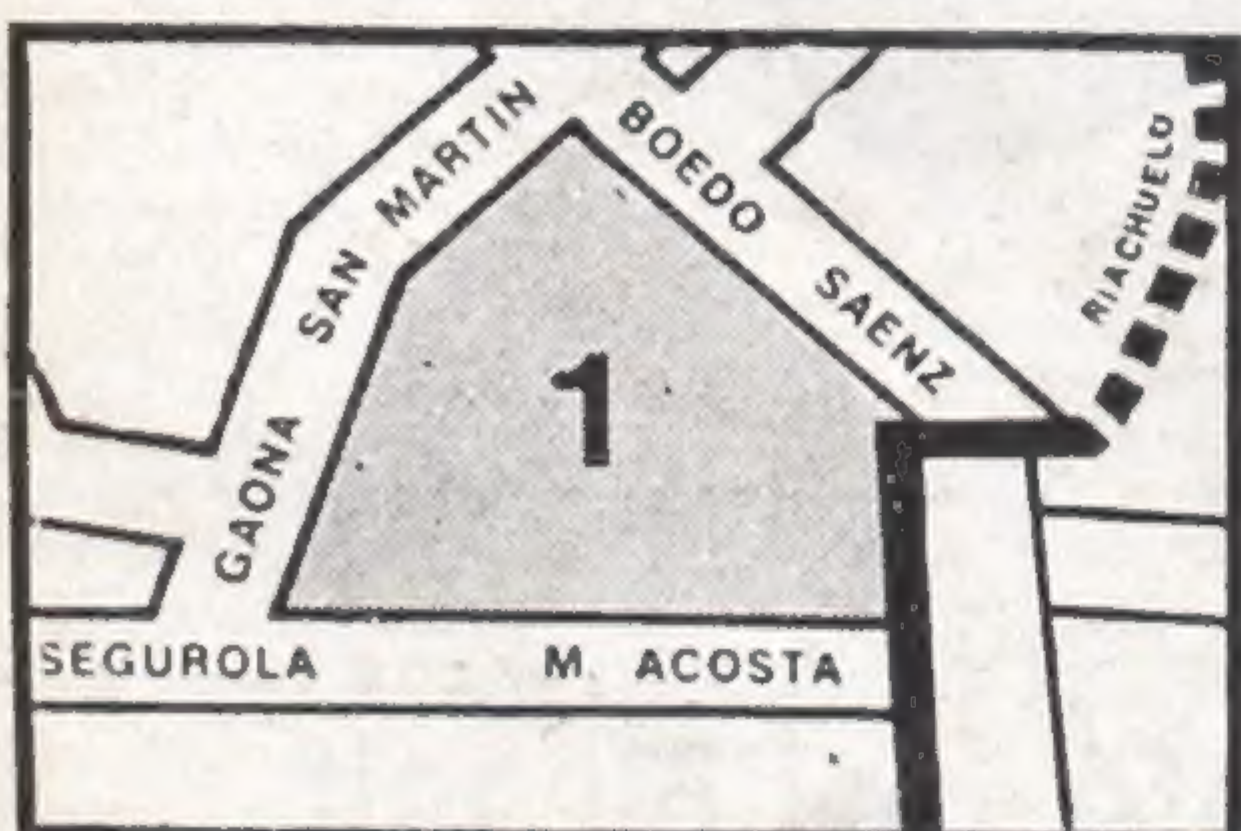 SAN MARTIN
BOEDO
SAENZ
RIACHUELO
1
GAONA
SEGUROLA
M. ACOSTA